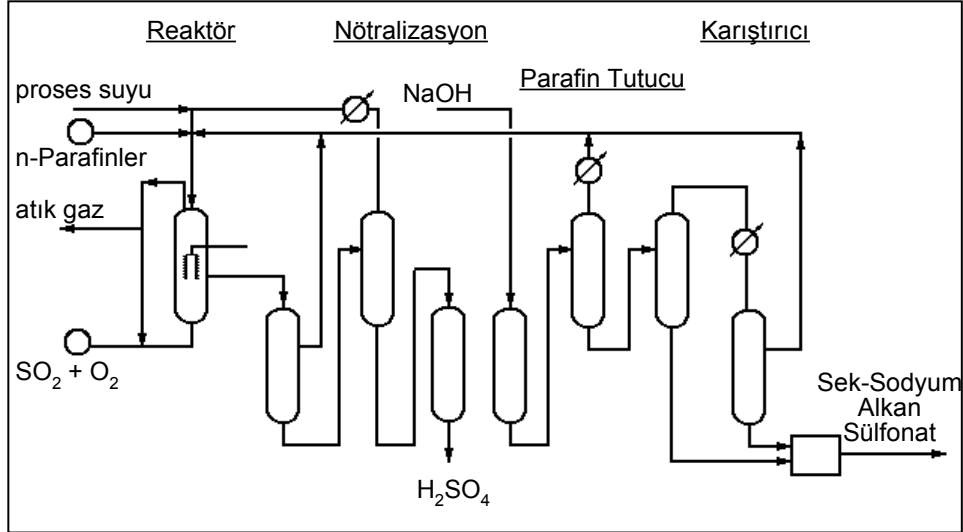 Reaktör
Nötralizasyon
Karıştırıcı
Parafin Tutucu
proses suyu
NaOH
n-Parafinler
atık gaz
SO₂ + O₂
H₂SO₄
Sek-Sodyum
Alkan
Sülfonat